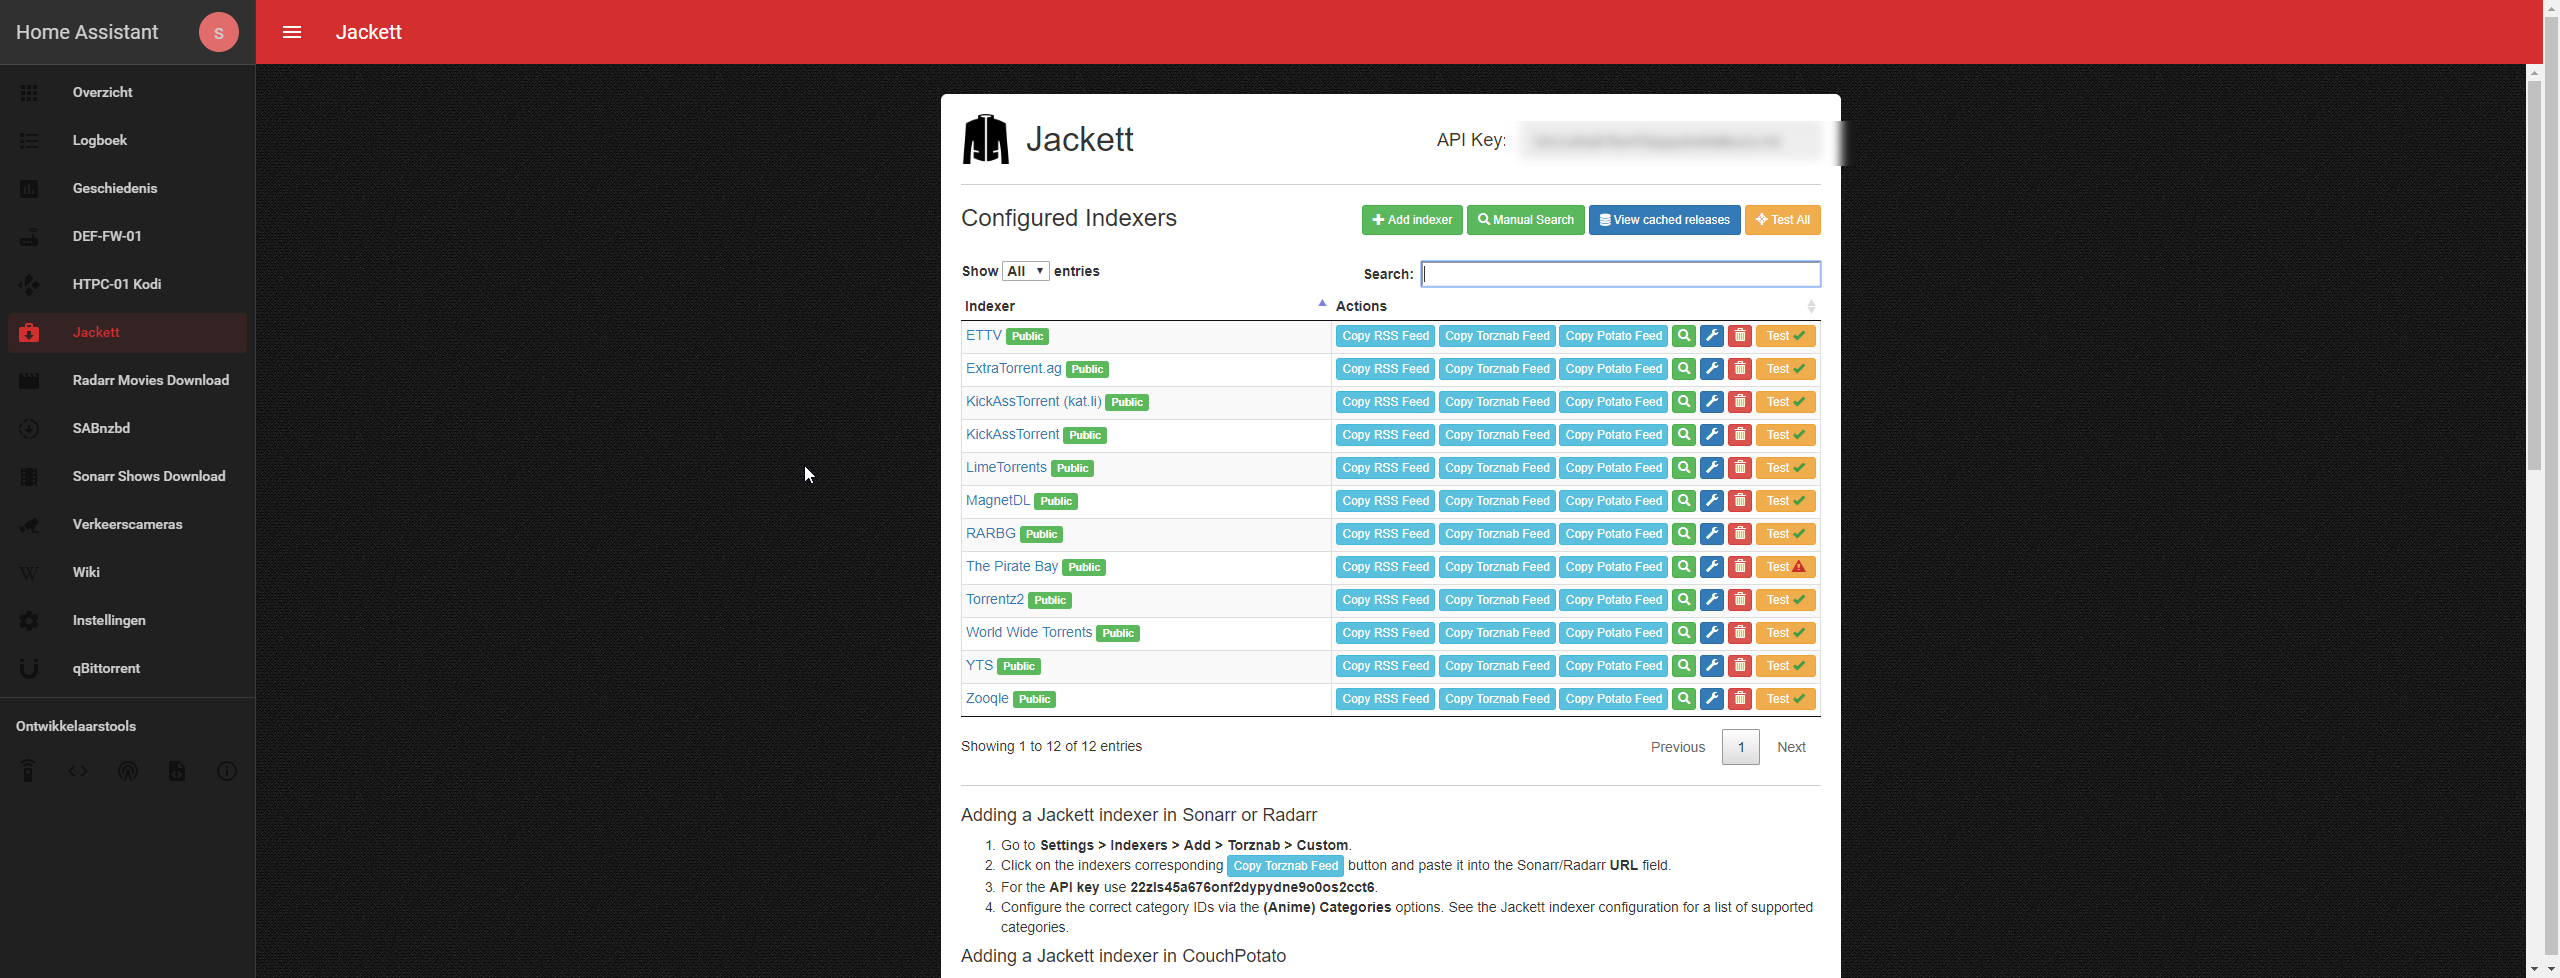 Home Assistant
S
Jackett
Overzicht
Logboek
Geschiedenis
DEF-FW-01
HTPC-01 Kodi
Jackett
Radarr Movies Download
SABnzbd
Sonarr Shows Download
Verkeerscameras
Wiki
Instellingen
qBittorrent
Ontwikkelaarstools
Jackett
API Key:
Configured Indexers
Add indexer Manual Search View cached releases Test All
Show All entries Search:
Indexer Actions
ETTV Public Copy RSS Feed Copy Torznab Feed Copy Potato Feed Test
ExtraTorrent.ag Public Copy RSS Feed Copy Torznab Feed Copy Potato Feed Test
KickAssTorrent (kat.li) Public Copy RSS Feed Copy Torznab Feed Copy Potato Feed Test
KickAssTorrent Public Copy RSS Feed Copy Torznab Feed Copy Potato Feed Test
LimeTorrents Public Copy RSS Feed Copy Torznab Feed Copy Potato Feed Test
MagnetDL Public Copy RSS Feed Copy Torznab Feed Copy Potato Feed Test
RARBG Public Copy RSS Feed Copy Torznab Feed Copy Potato Feed Test
The Pirate Bay Public Copy RSS Feed Copy Torznab Feed Copy Potato Feed Test
Torrentz2 Public Copy RSS Feed Copy Torznab Feed Copy Potato Feed Test
World Wide Torrents Public Copy RSS Feed Copy Torznab Feed Copy Potato Feed Test
YTS Public Copy RSS Feed Copy Torznab Feed Copy Potato Feed Test
Zooqle Public Copy RSS Feed Copy Torznab Feed Copy Potato Feed Test
Showing 1 to 12 of 12 entries Previous 1 Next
Adding a Jackett indexer in Sonarr or Radarr
1. Go to Settings > Indexers > Add > Torznab > Custom.
2. Click on the indexers corresponding Copy Torznab Feed button and paste it into the Sonarr/Radarr URL field.
3. For the API key use 22zls45a676onf2dypydne9o0os2cct6.
4. Configure the correct category IDs via the (Anime) Categories options. See the Jackett indexer configuration for a list of supported
categories.
Adding a Jackett indexer in CouchPotato